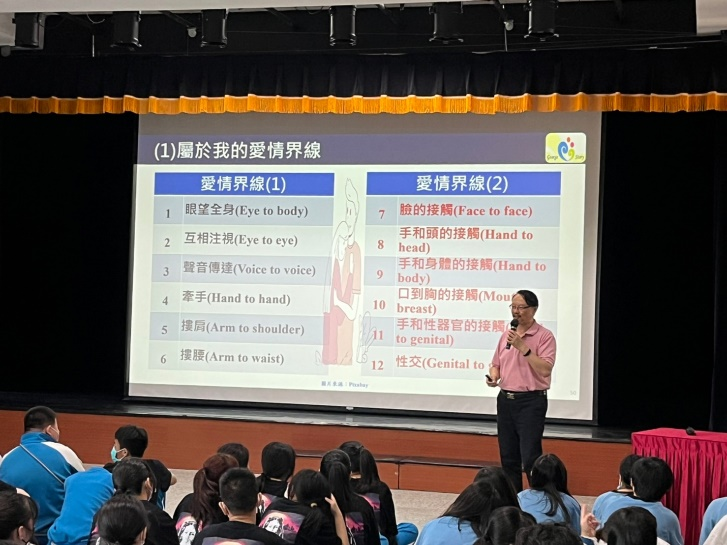 (1)屬於我的愛情界線
愛情界線(1)
1 眼望全身(Eye to body)
2 互相注視(Eye to eye)
3 聲音傳達(Voice to voice)
4 牽手(Hand to hand)
5 摟肩(Arm to shoulder)
6 摟腰(Arm to waist)
愛情界線(2)
7 臉的接觸(Face to face)
8 手和頭的接觸(Hand to
head)
9 手和身體的接觸(Hand to
body)
10 口到胸的接觸(Mou
breast)
11 手和性器官的接觸
to genital)
12 性交(Genital to
圖片來源：Pixabay